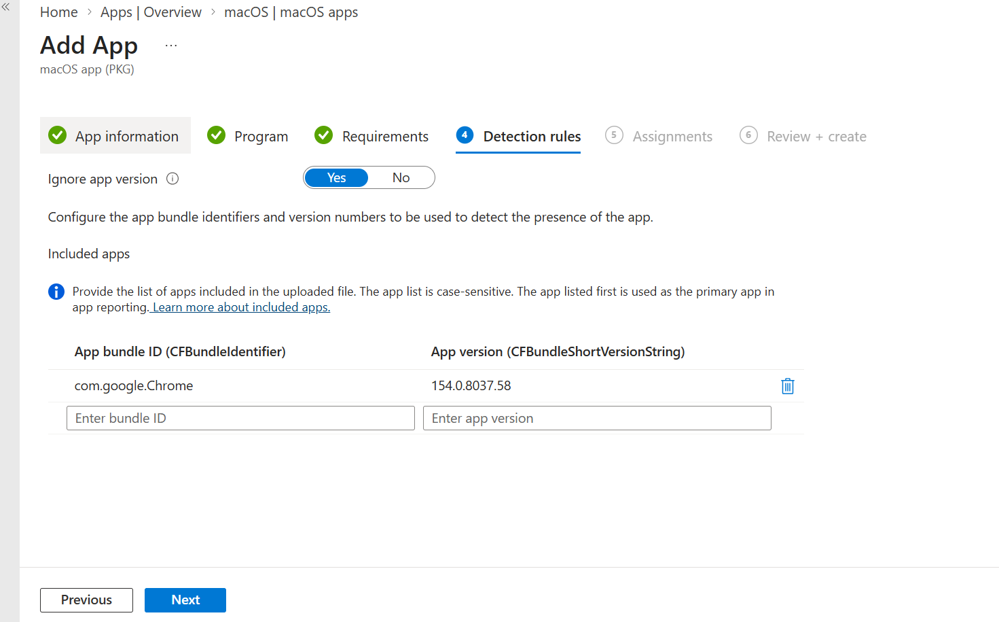 Home > Apps | Overview > macOS | macOS apps
Add App ...
macOS app (PKG)
App information Program Requirements 4 Detection rules 5 Assignments 6 Review + create
Ignore app version Yes No
Configure the app bundle identifiers and version numbers to be used to detect the presence of the app.
Included apps
Provide the list of apps included in the uploaded file. The app list is case-sensitive. The app listed first is used as the primary app in
app reporting. Learn more about included apps.
App bundle ID (CFBundleIdentifier) App version (CFBundleShortVersionString)
com.google.Chrome 154.0.8037.58
Enter bundle ID Enter app version
Previous Next